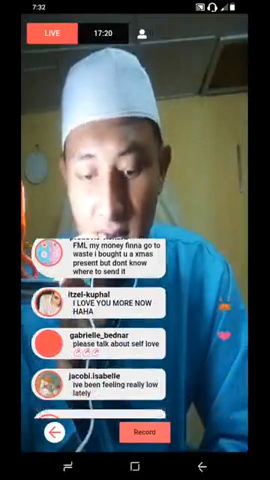 7:32
LIVE
17:20
FML my money finna go to
waste i bought u a xmas
present but dont know
where to send it
itzel-kuphal
I LOVE YOU MORE NOW
HAHA
gabrielle_bednar
please talk about self love
jacobi.isabelle
ive been feeling really low
lately
Record